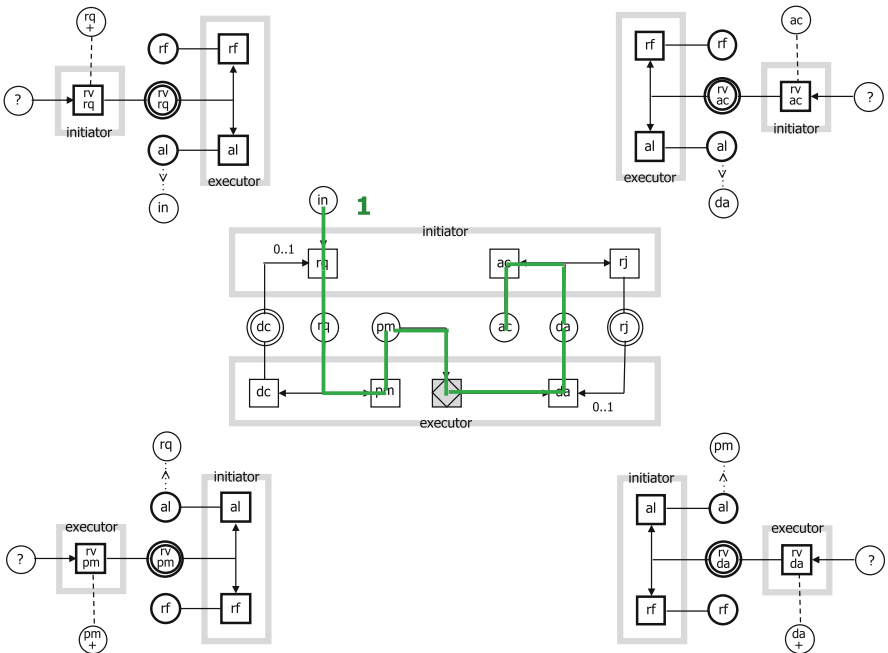 rq
+
rf
rf
?
rv
rq
rv
rq
initiator
al
al
executor
in
ac
rf
rf
rv
ac
rv
ac
?
initiator
al
al
executor
da
in
1
initiator
0..1
rq
ac
rj
dc
rq
pm
ac
da
rj
dc
pm
da
0..1
executor
rq
initiator
al
al
executor
?
rv
pm
rv
pm
rf
rf
pm
+
pm
initiator
al
al
executor
rv
da
rv
da
?
rf
rf
da
+